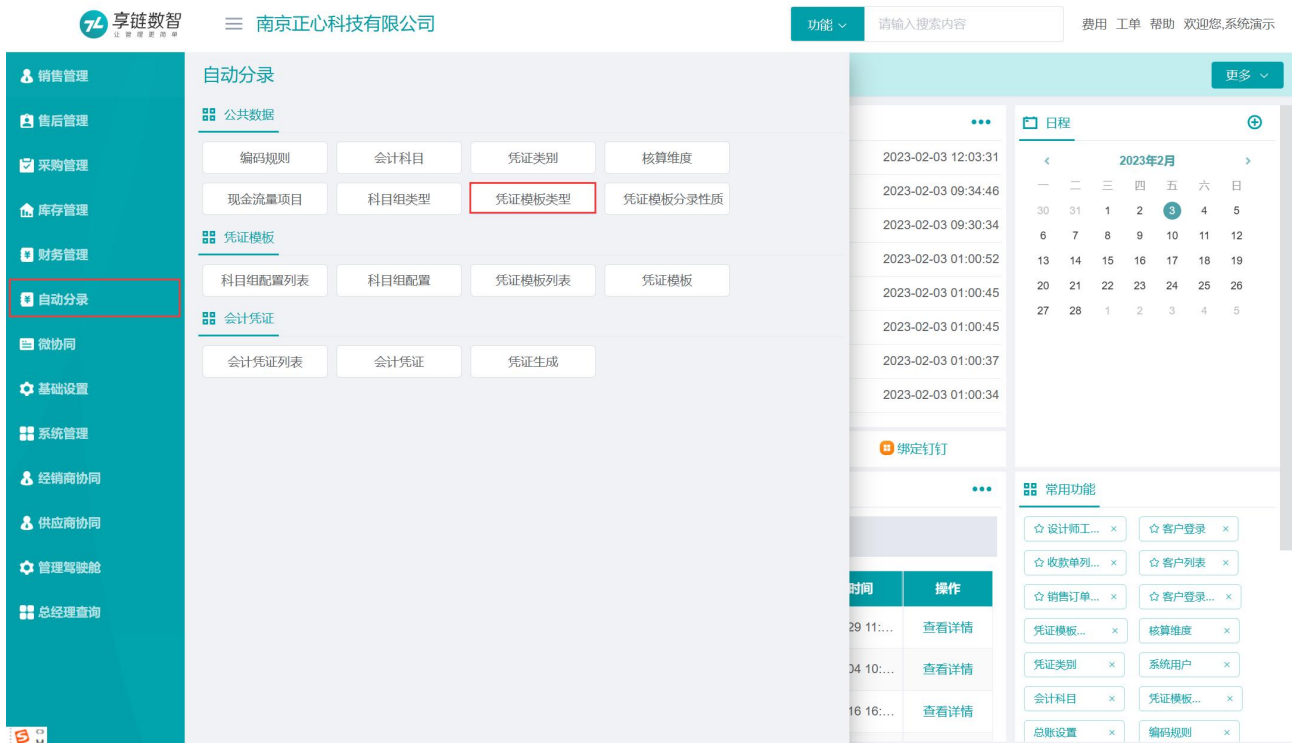 享链数智
让管理更简单
南京正心科技有限公司
功能
请输入搜索内容
费用 工单 帮助 欢迎您,系统演示
销售管理
售后管理
采购管理
库存管理
财务管理
自动分录
微协同
基础设置
系统管理
经销商协同
供应商协同
管理驾驶舱
总经理查询
自动分录
公共数据
编码规则 会计科目 凭证类别 核算维度
现金流量项目 科目组类型 凭证模板类型 凭证模板分录性质
凭证模板
科目组配置列表 科目组配置 凭证模板列表 凭证模板
会计凭证
会计凭证列表 会计凭证 凭证生成
更多
2023-02-03 12:03:31
2023-02-03 09:34:46
2023-02-03 09:30:34
2023-02-03 01:00:52
2023-02-03 01:00:45
2023-02-03 01:00:45
2023-02-03 01:00:37
2023-02-03 01:00:34
绑定钉钉
时间 操作
29 11:... 查看详情
04 10:... 查看详情
16 16:... 查看详情
日程
2023年2月
一 二 三 四 五 六 日
30 31 1 2 3 4 5
6 7 8 9 10 11 12
13 14 15 16 17 18 19
20 21 22 23 24 25 26
27 28 1 2 3 4 5
常用功能
设计师工... × 客户登录 ×
收款单列... × 客户列表 ×
销售订单... × 客户登录... ×
凭证模板... × 核算维度 ×
凭证类别 × 系统用户 ×
会计科目 × 凭证模板... ×
总账设置 × 编码规则 ×